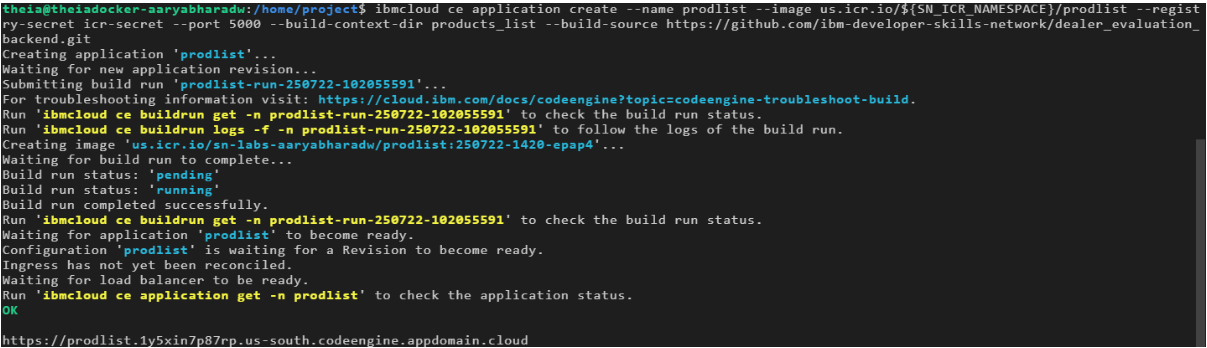 theia@theiadocker-aaryabharadw:/home/project$ ibmcloud ce application create --name prodlist --image us.icr.io/${SN_ICR_NAMESPACE}/prodlist --regist
ry-secret icr-secret --port 5000 --build-context-dir products_list --build-source https://github.com/ibm-developer-skills-network/dealer_evaluation_
backend.git
Creating application 'prodlist'...
Waiting for new application revision...
Submitting build run 'prodlist-run-250722-102055591'...
For troubleshooting information visit: https://cloud.ibm.com/docs/codeengine?topic=codeengine-troubleshoot-build.
Run 'ibmcloud ce buildrun get -n prodlist-run-250722-102055591' to check the build run status.
Run 'ibmcloud ce buildrun logs -f -n prodlist-run-250722-102055591' to follow the logs of the build run.
Creating image 'us.icr.io/sn-labs-aaryabharadw/prodlist:250722-1420-epap4'...
Waiting for build run to complete...
Build run status: 'pending'
Build run status: 'running'
Build run completed successfully.
Run 'ibmcloud ce buildrun get -n prodlist-run-250722-102055591' to check the build run status.
Waiting for application 'prodlist' to become ready.
Configuration 'prodlist' is waiting for a Revision to become ready.
Ingress has not yet been reconciled.
Waiting for load balancer to be ready.
Run 'ibmcloud ce application get -n prodlist' to check the application status.
OK
https://prodlist.1y5xin7p87rp.us-south.codeengine.appdomain.cloud